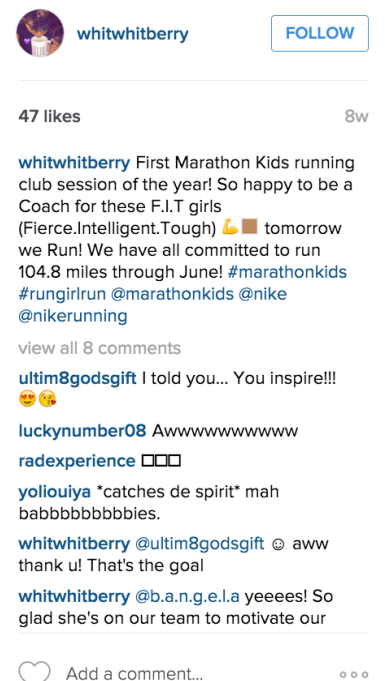 whitwhitberry
FOLLOW
47 likes
8w
whitwhitberry First Marathon Kids running
club session of the year! So happy to be a
Coach for these F.I.T girls
(Fierce.Intelligent.Tough) 💪🏾 tomorrow
we Run! We have all committed to run
104.8 miles through June! #marathonkids
#rungirlrun @marathonkids @nike
@nikerunning
view all 8 comments
ultim8godsgift I told you... You inspire!!!
😍😘
luckynumber08 Awwwwwwwwww
radexperience □□□
yoliouiya *catches de spirit* mah
babbbbbbbbbies.
whitwhitberry @ultim8godsgift ☺ aww
thank u! That's the goal
whitwhitberry @b.a.n.g.e.l.a yeeees! So
glad she's on our team to motivate our
Add a comment...